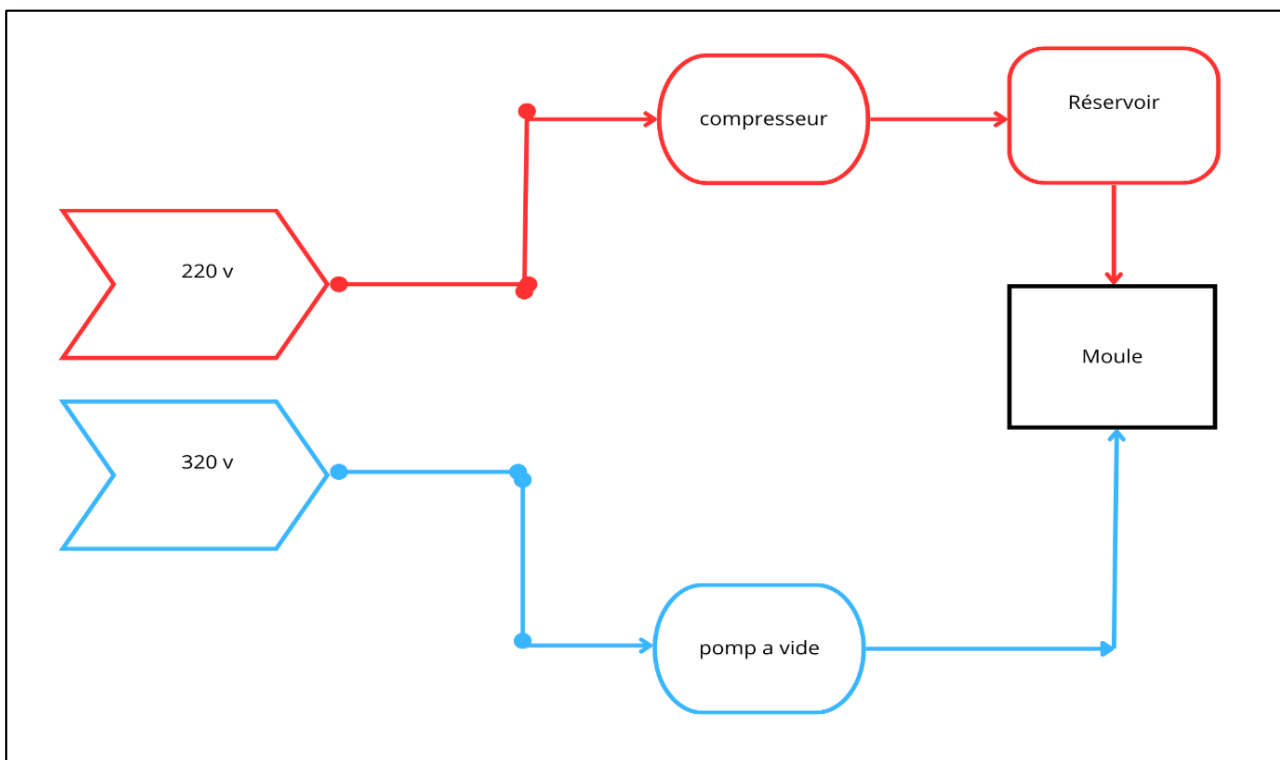 compresseur
Réservoir
220 v
Moule
320 v
pomp a vide